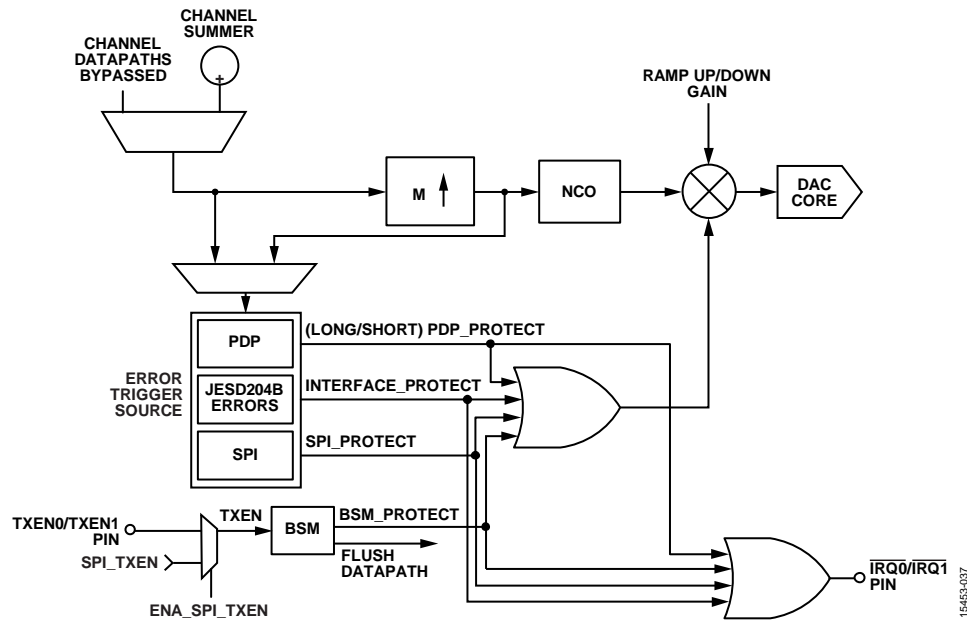 CHANNEL
SUMMER
CHANNEL
DATAPATHS
BYPASSED
+
RAMP UP/DOWN
GAIN
M
NCO
DAC
CORE
PDP
(LONG/SHORT) PDP_PROTECT
ERROR
TRIGGER
SOURCE
JESD204B
ERRORS
INTERFACE_PROTECT
SPI
SPI_PROTECT
TXEN0/TXEN1
PIN
TXEN
BSM
BSM_PROTECT
SPI_TXEN
FLUSH
DATAPATH
ENA_SPI_TXEN
IRQ0/IRQ1
PIN
15453-037